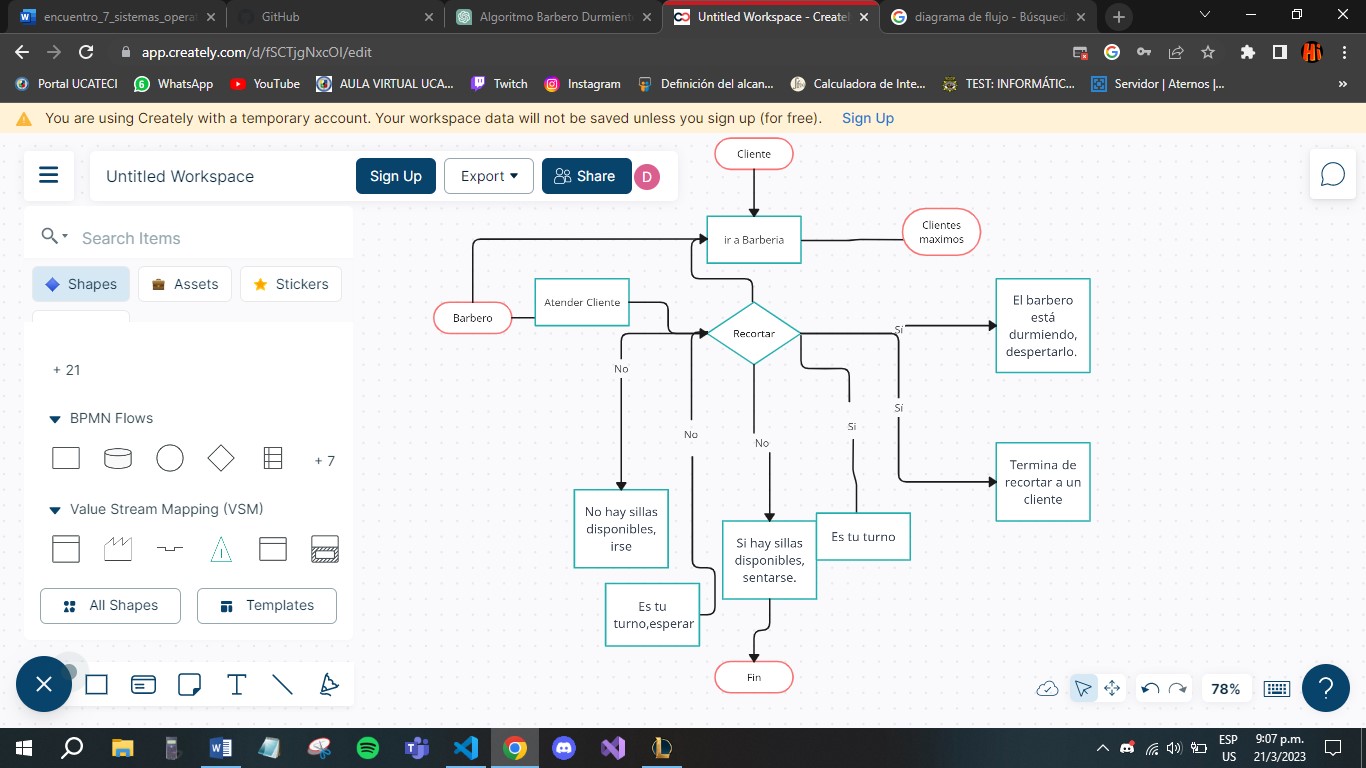 encuentro_7_sistemas_opera
GitHub
Algoritmo Barbero Durmient
Untitled Workspace - Createl
diagrama de flujo - Búsqued
app.creately.com/d/fSCTjgNxcOI/edit
Portal UCATECI
WhatsApp
YouTube
AULA VIRTUAL UCA...
Twitch
Instagram
Definición del alcan...
Calculadora de Inte...
TEST: INFORMÁTIC...
Servidor | Aternos |...
»
You are using Creately with a temporary account. Your workspace data will not be saved unless you sign up (for free). Sign Up
Untitled Workspace
Sign Up
Export
Share
D
Search Items
Shapes
Assets
Stickers
+ 21
BPMN Flows
+ 7
Value Stream Mapping (VSM)
All Shapes
Templates
Cliente
ir a Barberia
Clientes
maximos
Barbero
Atender Cliente
Recortar
Sí
El barbero
está
durmiendo,
despertarlo.
No
No
No
Si
Sí
Termina de
recortar a un
cliente
No hay sillas
disponibles,
irse
Si hay sillas
disponibles,
sentarse.
Es tu turno
Es tu
turno,esperar
Fin
78%
?
ESP
US
9:07 p.m.
21/3/2023